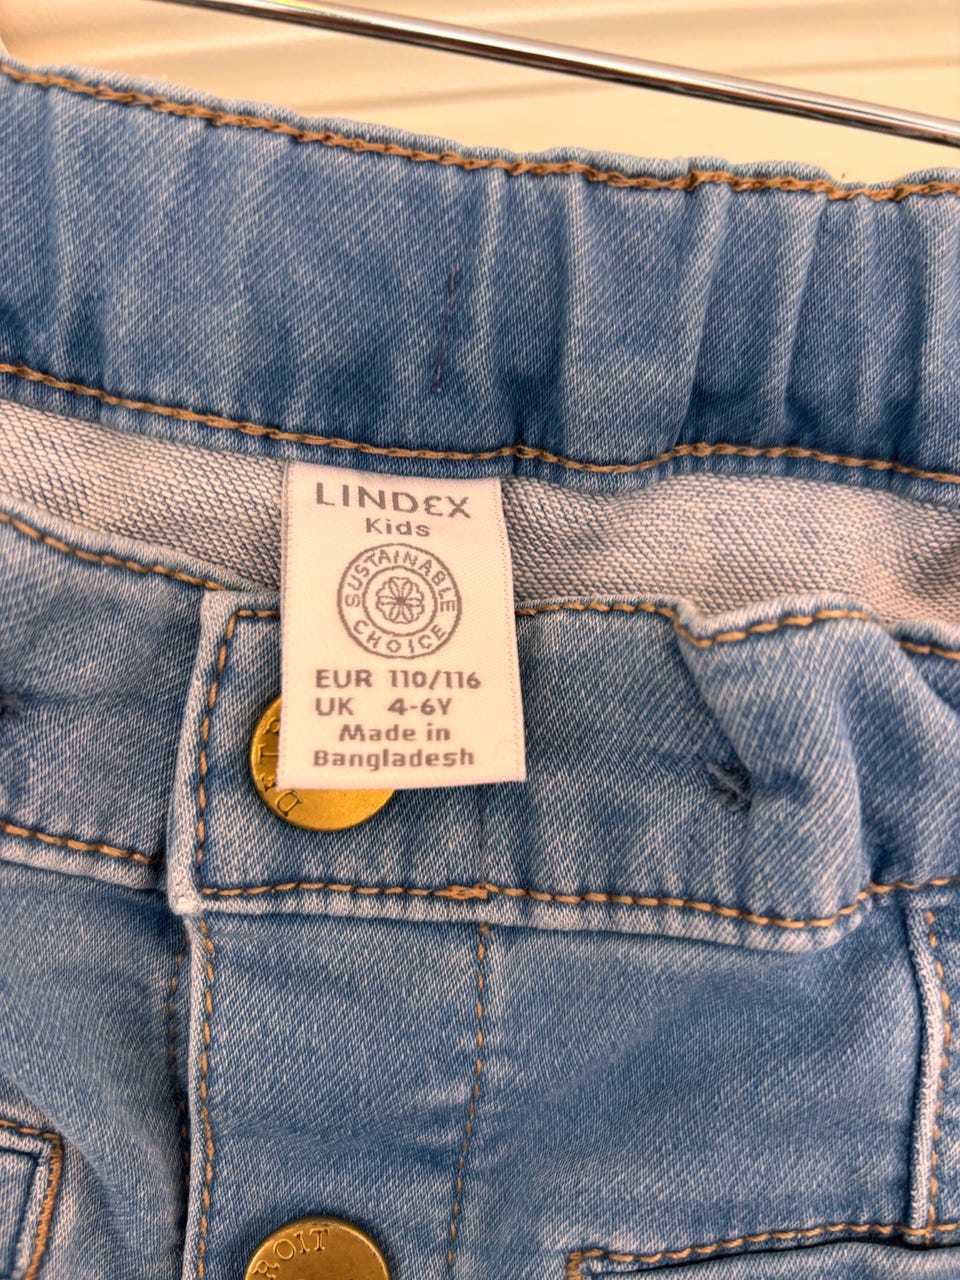 LINDEX
Kids
SUSTAINABLE
CHOICE
EUR 110/116
UK 4-6Y
Made in
Bangladesh